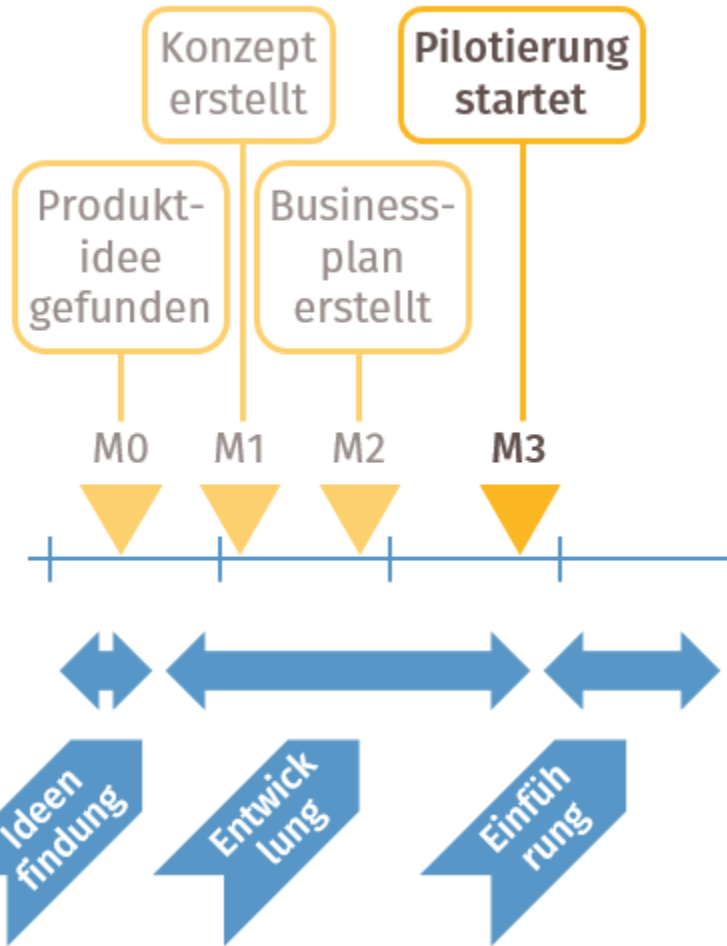 Konzept
erstellt
Pilotierung
startet
Produkt-
idee
gefunden
Business-
plan
erstellt
M0 M1 M2 M3
Ideen
findung
Entwick
lung
Einfüh
rung